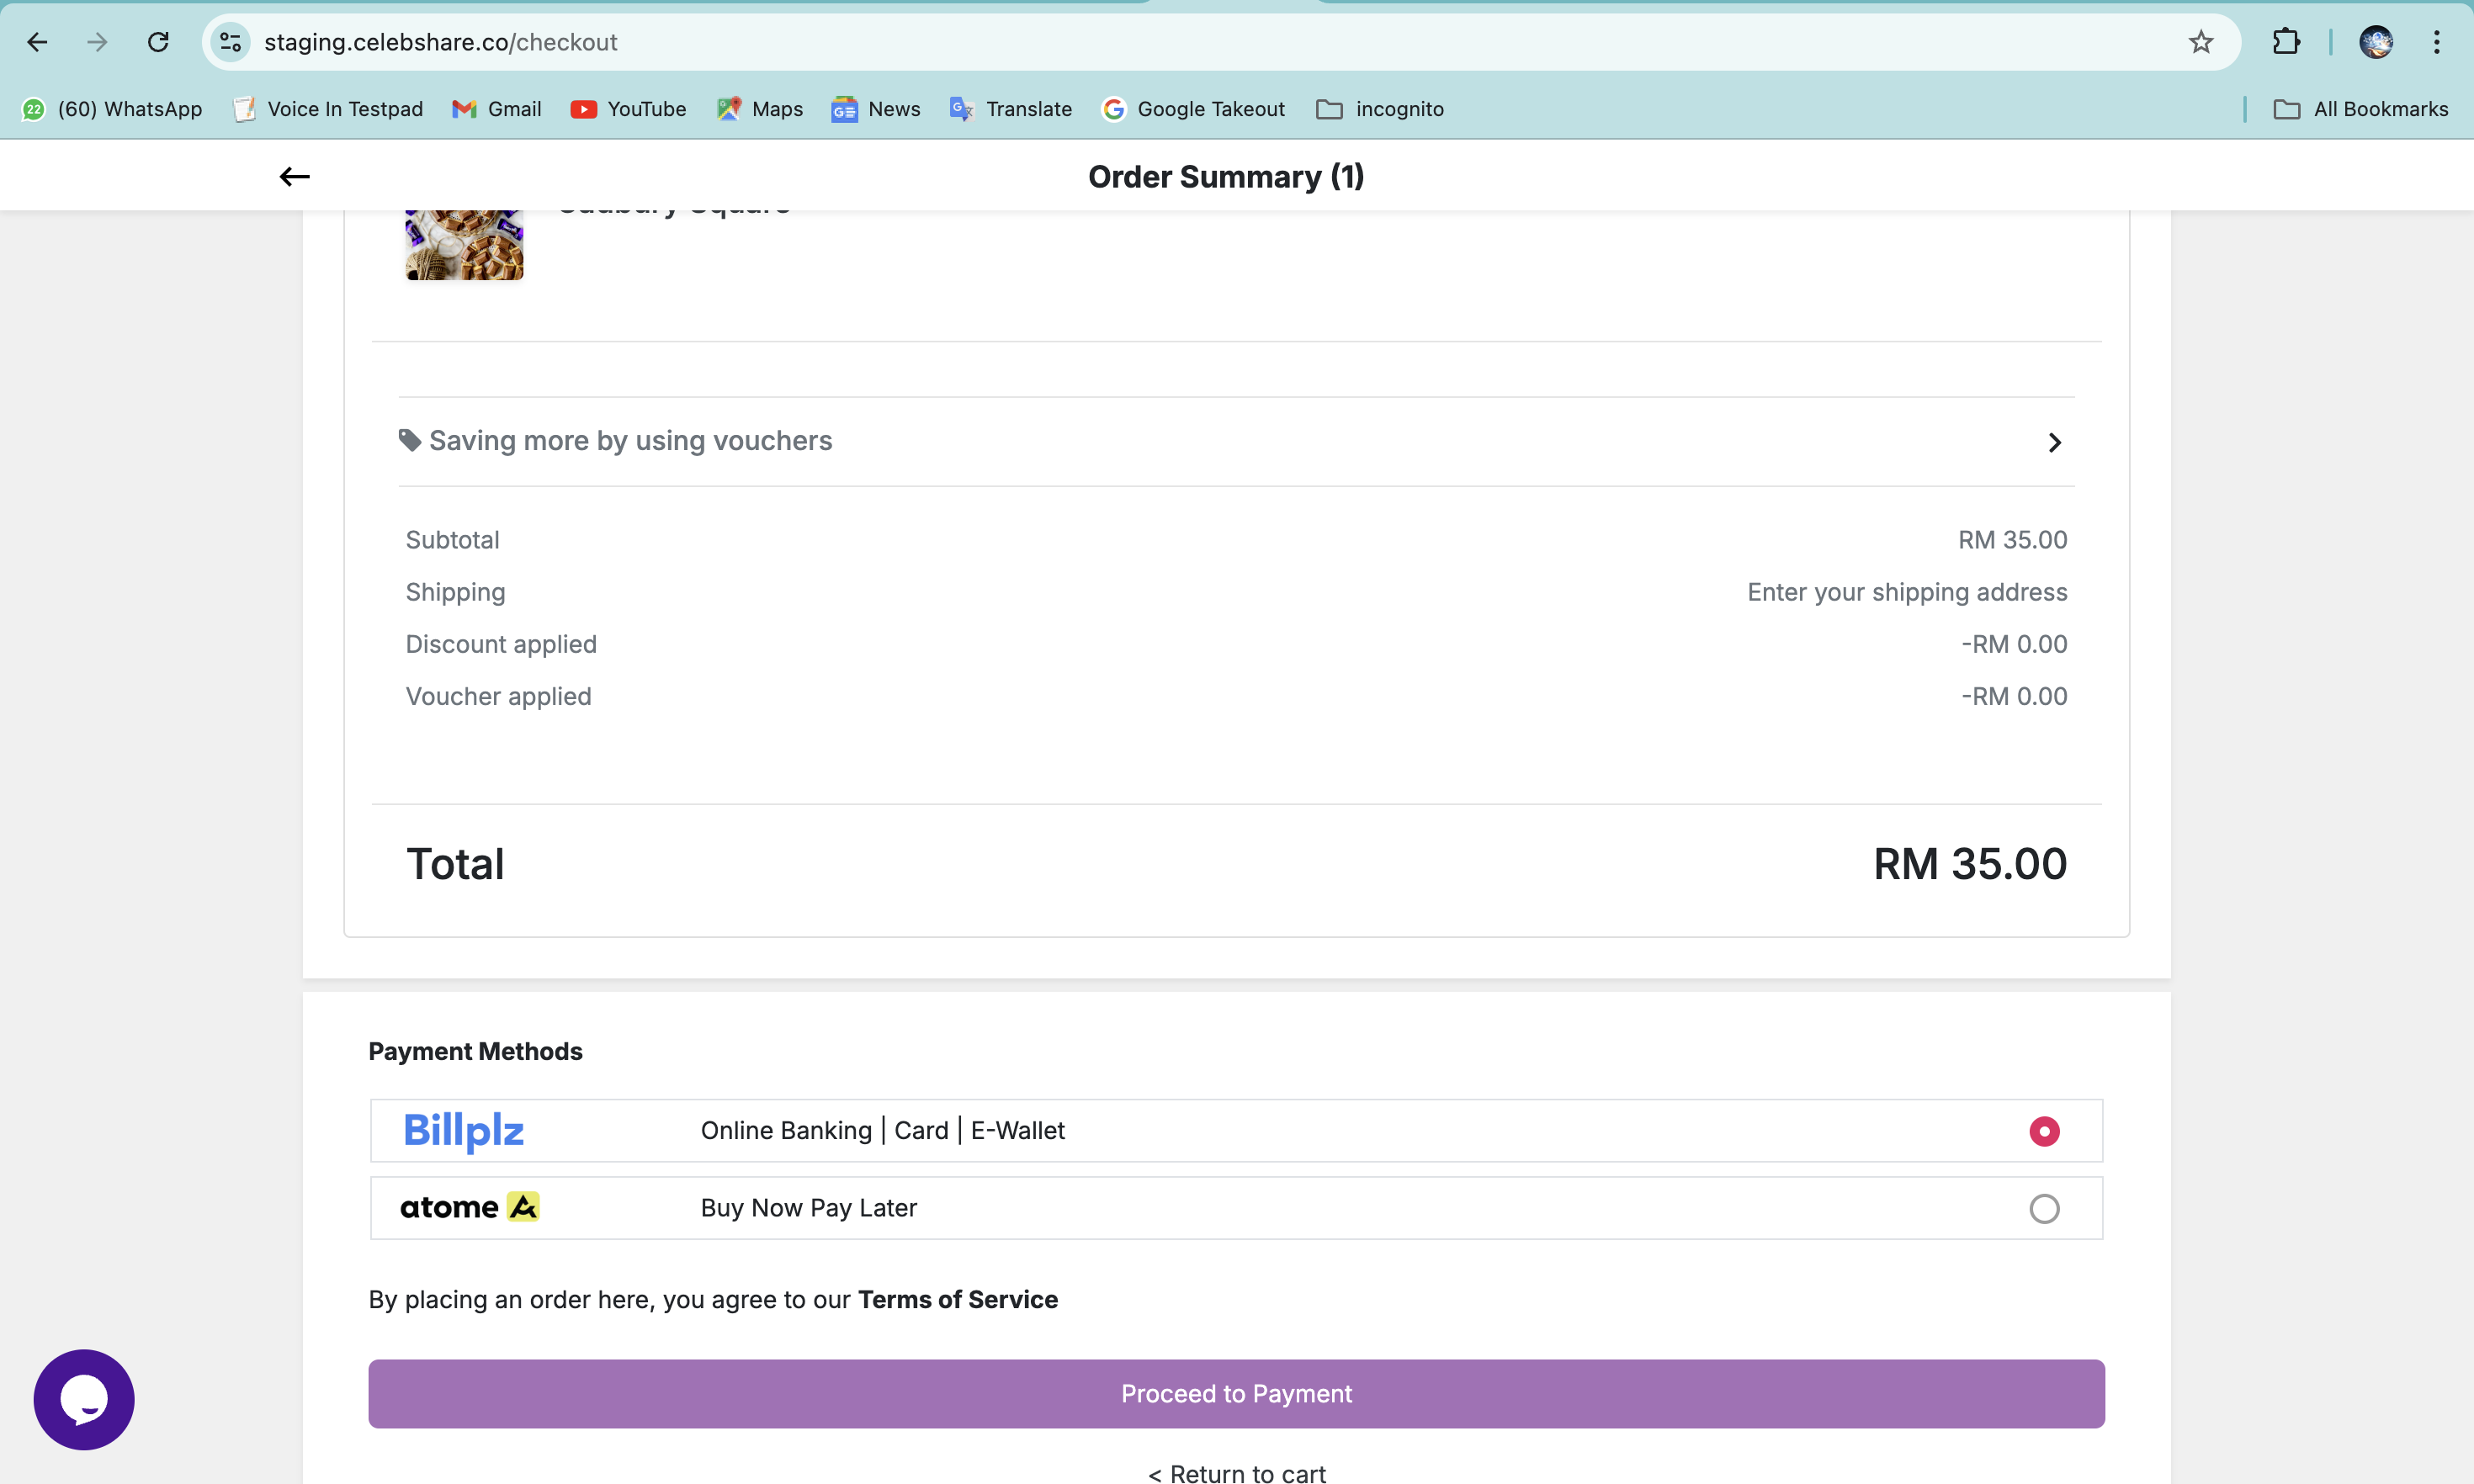 staging.celebshare.co/checkout
22 (60) WhatsApp Voice In Testpad Gmail YouTube Maps News Translate Google Takeout incognito All Bookmarks
Order Summary (1)
Saving more by using vouchers
Subtotal RM 35.00
Shipping Enter your shipping address
Discount applied -RM 0.00
Voucher applied -RM 0.00
Total RM 35.00
Payment Methods
Billplz Online Banking | Card | E-Wallet
atome A Buy Now Pay Later
By placing an order here, you agree to our Terms of Service
Proceed to Payment
< Return to cart